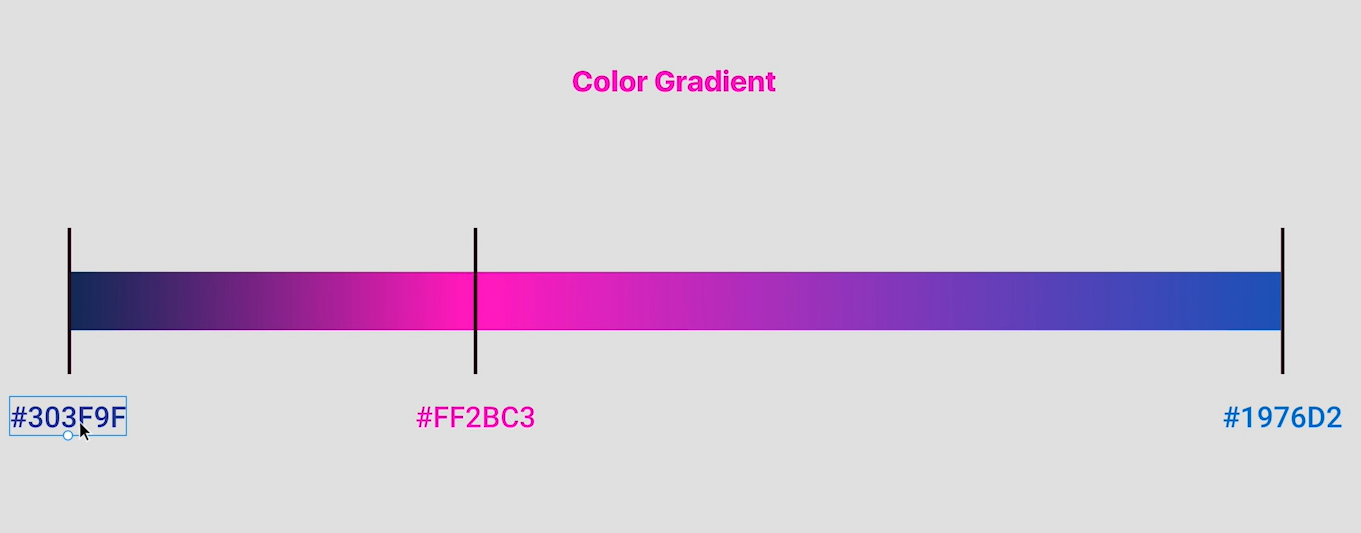 Color Gradient
#303F9F
#FF2BC3
#1976D2